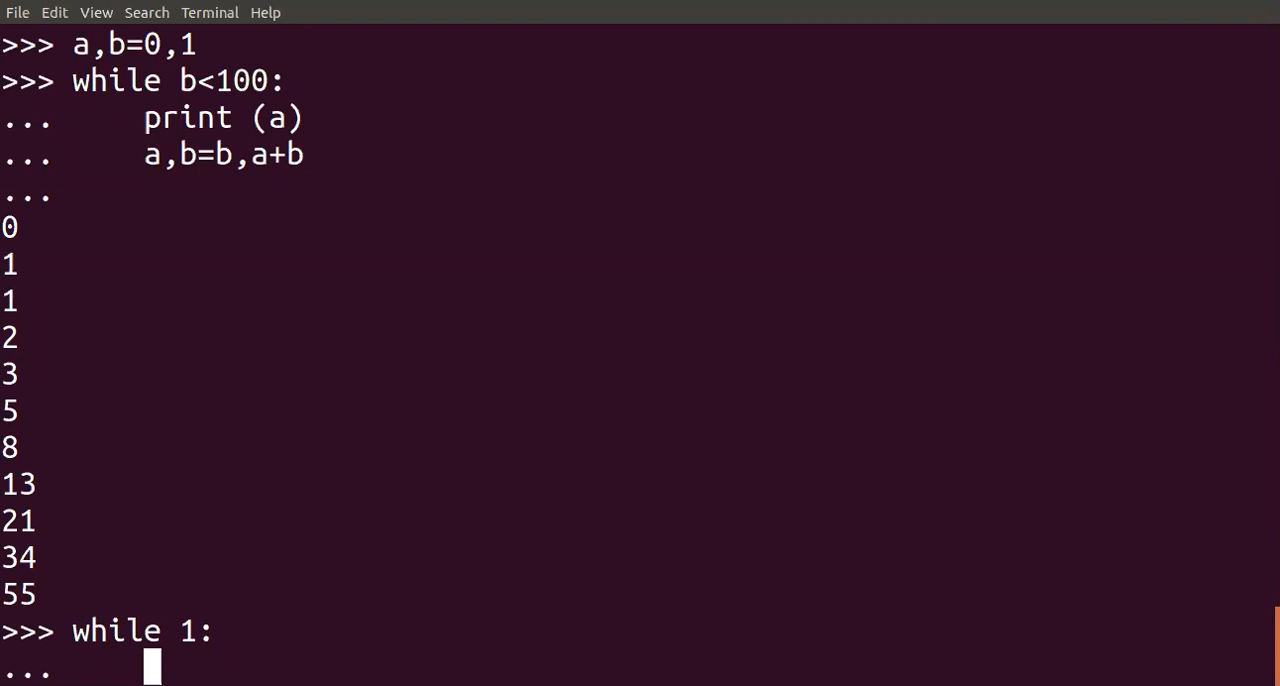 File Edit View Search Terminal Help
>>> a,b=0,1
>>> while b<100:
...     print (a)
...     a,b=b,a+b
...
0
1
1
2
3
5
8
13
21
34
55
>>> while 1:
...